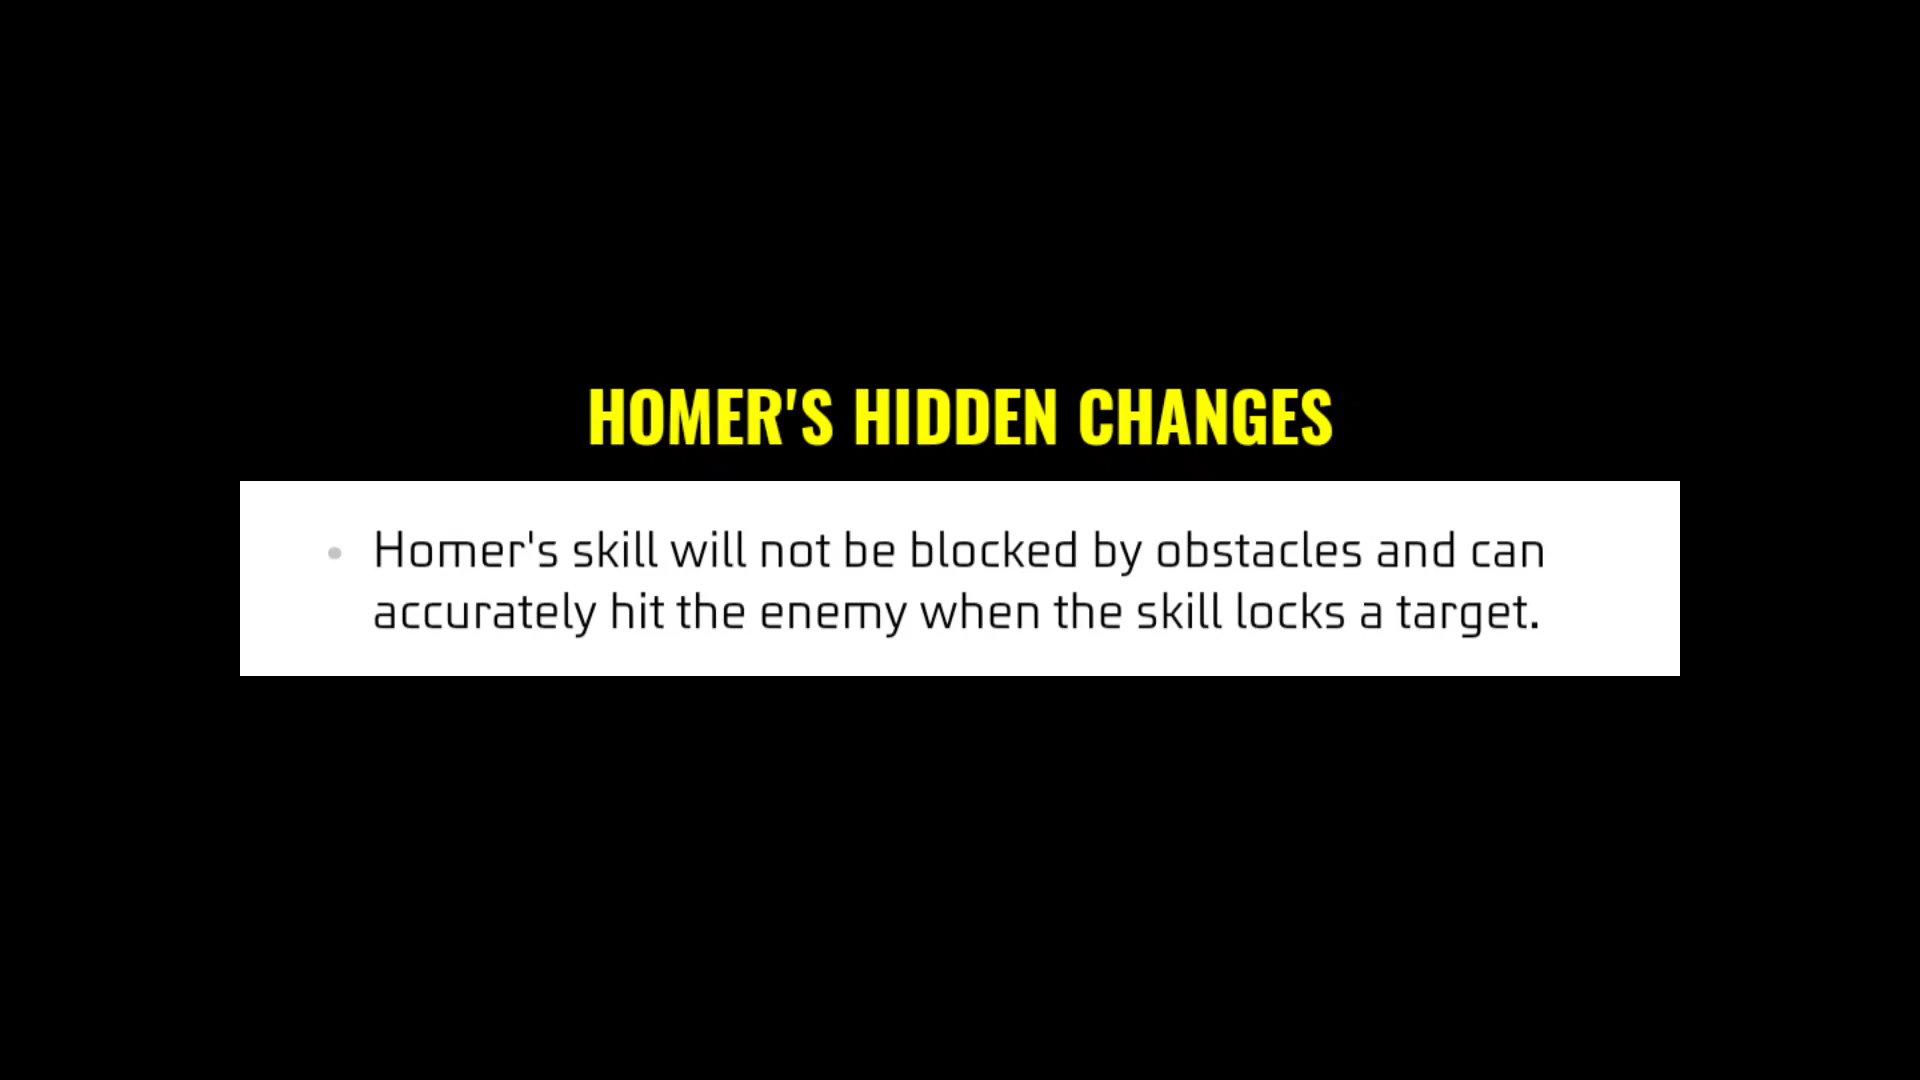 HOMER'S HIDDEN CHANGES
• Homer's skill will not be blocked by obstacles and can
accurately hit the enemy when the skill locks a target.